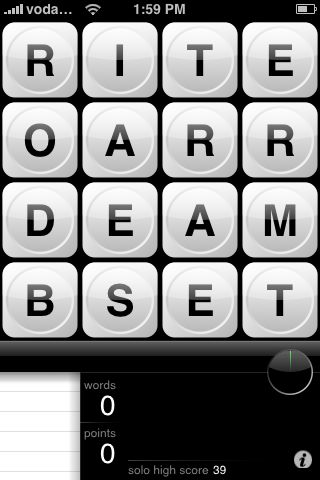 voda... 1:59 PM
R I T E
O A R R
D E A M
B S E T
words
0
points
0
solo high score 39
i